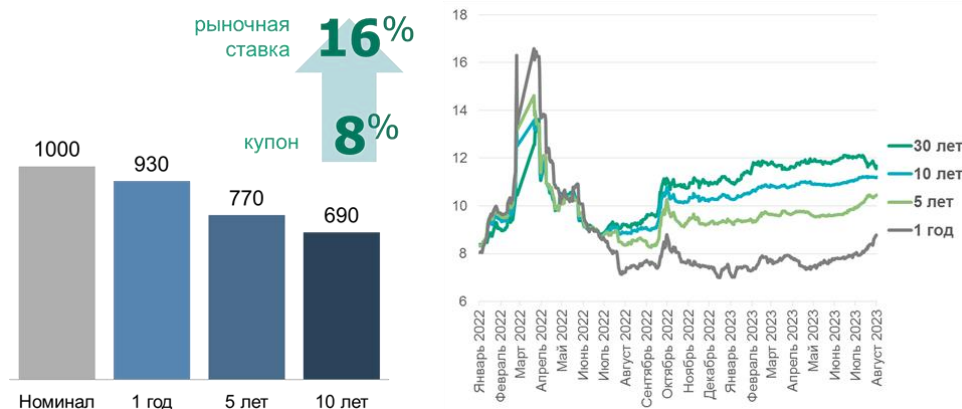 рыночная
ставка
16%
купон
8%
1000
930
770
690
Номинал
1 год
5 лет
10 лет
18
16
14
12
10
8
6
30 лет
10 лет
5 лет
1 год
Январь 2022
Февраль 2022
Март 2022
Апрель 2022
Май 2022
Июнь 2022
Июль 2022
Август 2022
Сентябрь 2022
Октябрь 2022
Ноябрь 2022
Декабрь 2022
Январь 2023
Февраль 2023
Март 2023
Апрель 2023
Май 2023
Июнь 2023
Июль 2023
Август 2023